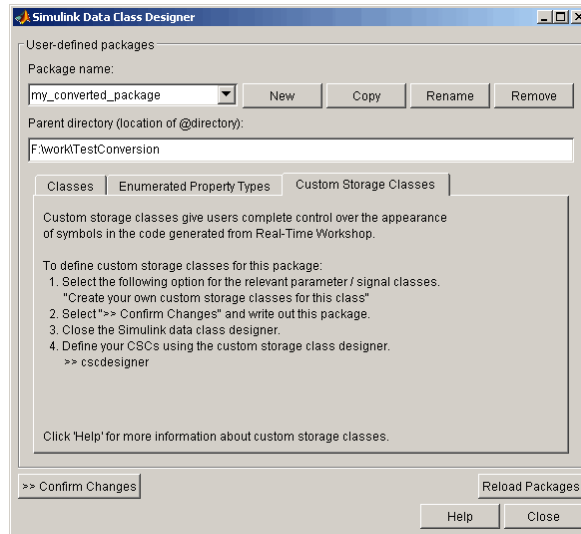 Simulink Data Class Designer
User-defined packages
Package name:
my_converted_package New Copy Rename Remove
Parent directory (location of @directory):
F:\work\TestConversion
Classes Enumerated Property Types Custom Storage Classes
Custom storage classes give users complete control over the appearance
of symbols in the code generated from Real-Time Workshop.
To define custom storage classes for this package:
1. Select the following option for the relevant parameter / signal classes.
"Create your own custom storage classes for this class"
2. Select ">> Confirm Changes" and write out this package.
3. Close the Simulink data class designer.
4. Define your CSCs using the custom storage class designer.
>> cscdesigner
Click 'Help' for more information about custom storage classes.
>> Confirm Changes Reload Packages
Help Close